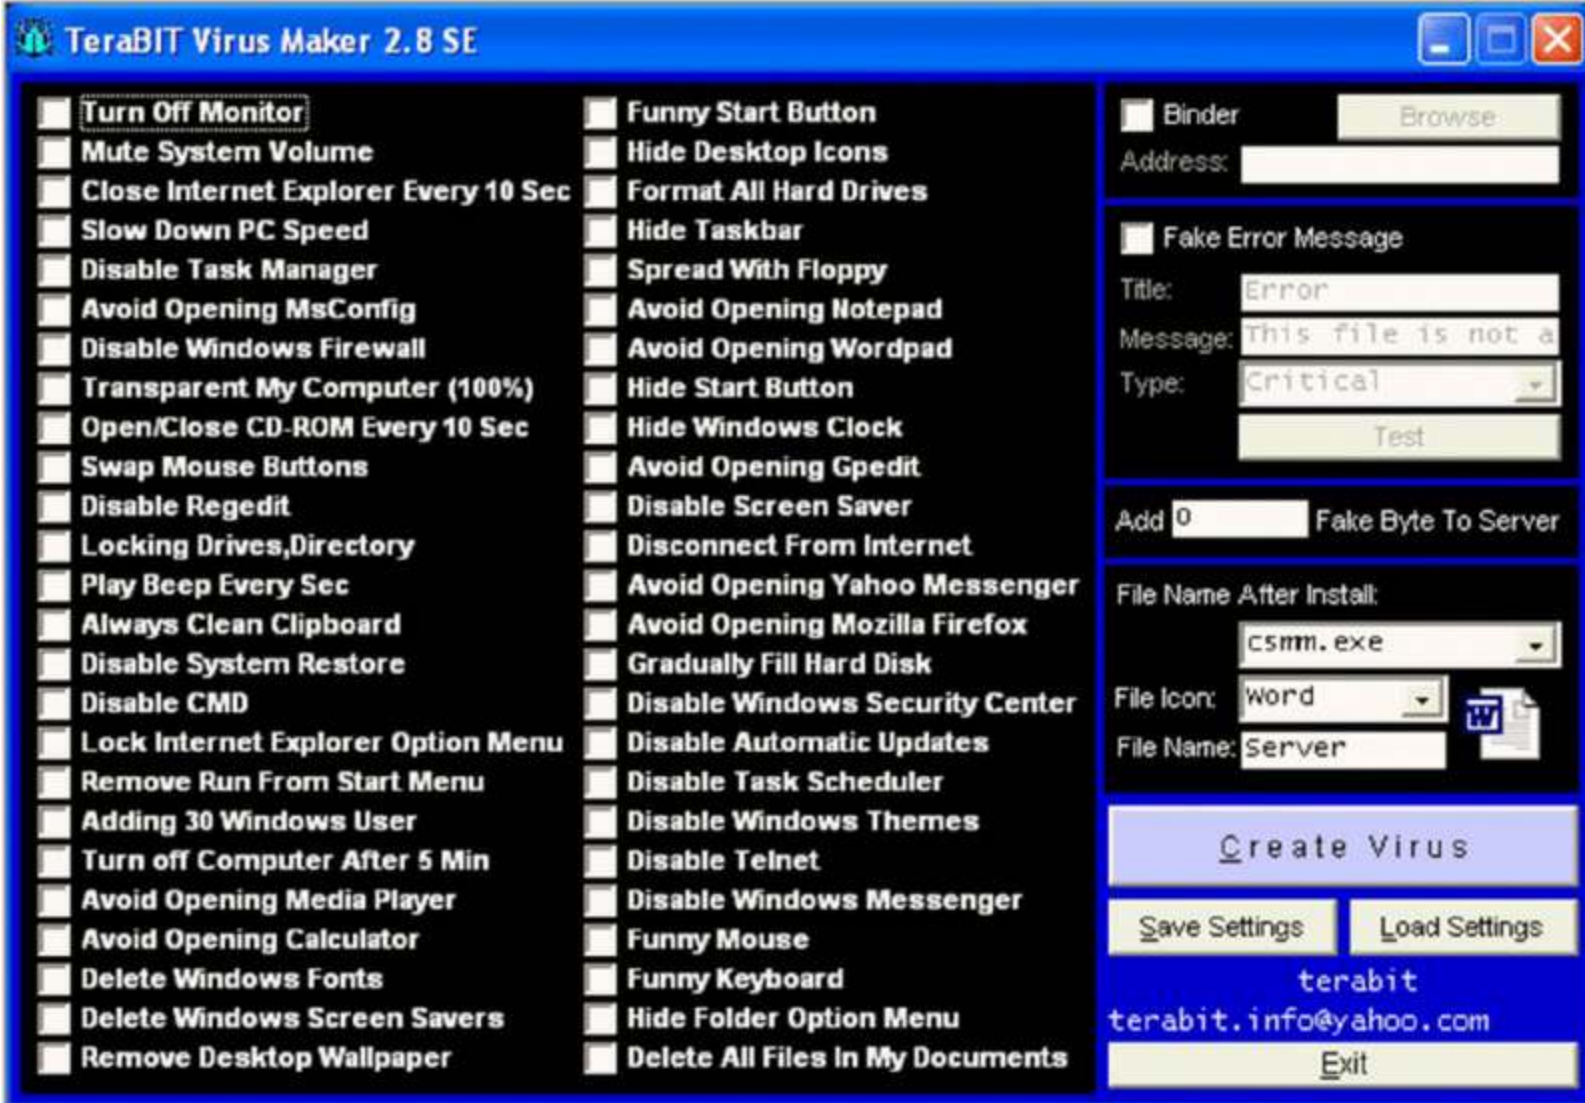 TeraBIT Virus Maker 2.8 SE
Turn Off Monitor
Mute System Volume
Close Internet Explorer Every 10 Sec
Slow Down PC Speed
Disable Task Manager
Avoid Opening MsConfig
Disable Windows Firewall
Transparent My Computer (100%)
Open/Close CD-ROM Every 10 Sec
Swap Mouse Buttons
Disable Regedit
Locking Drives,Directory
Play Beep Every Sec
Always Clean Clipboard
Disable System Restore
Disable CMD
Lock Internet Explorer Option Menu
Remove Run From Start Menu
Adding 30 Windows User
Turn off Computer After 5 Min
Avoid Opening Media Player
Avoid Opening Calculator
Delete Windows Fonts
Delete Windows Screen Savers
Remove Desktop Wallpaper
Funny Start Button
Hide Desktop Icons
Format All Hard Drives
Hide Taskbar
Spread With Floppy
Avoid Opening Notepad
Avoid Opening Wordpad
Hide Start Button
Hide Windows Clock
Avoid Opening Gpedit
Disable Screen Saver
Disconnect From Internet
Avoid Opening Yahoo Messenger
Avoid Opening Mozilla Firefox
Gradually Fill Hard Disk
Disable Windows Security Center
Disable Automatic Updates
Disable Task Scheduler
Disable Windows Themes
Disable Telnet
Disable Windows Messenger
Funny Mouse
Funny Keyboard
Hide Folder Option Menu
Delete All Files In My Documents
Binder Browse
Address:
Fake Error Message
Title: Error
Message: This file is not a
Type: Critical
Test
Add 0 Fake Byte To Server
File Name After Install:
csmm.exe
File Icon: Word
W
File Name: Server
Create Virus
Save Settings Load Settings
terabit
terabit.info@yahoo.com
Exit